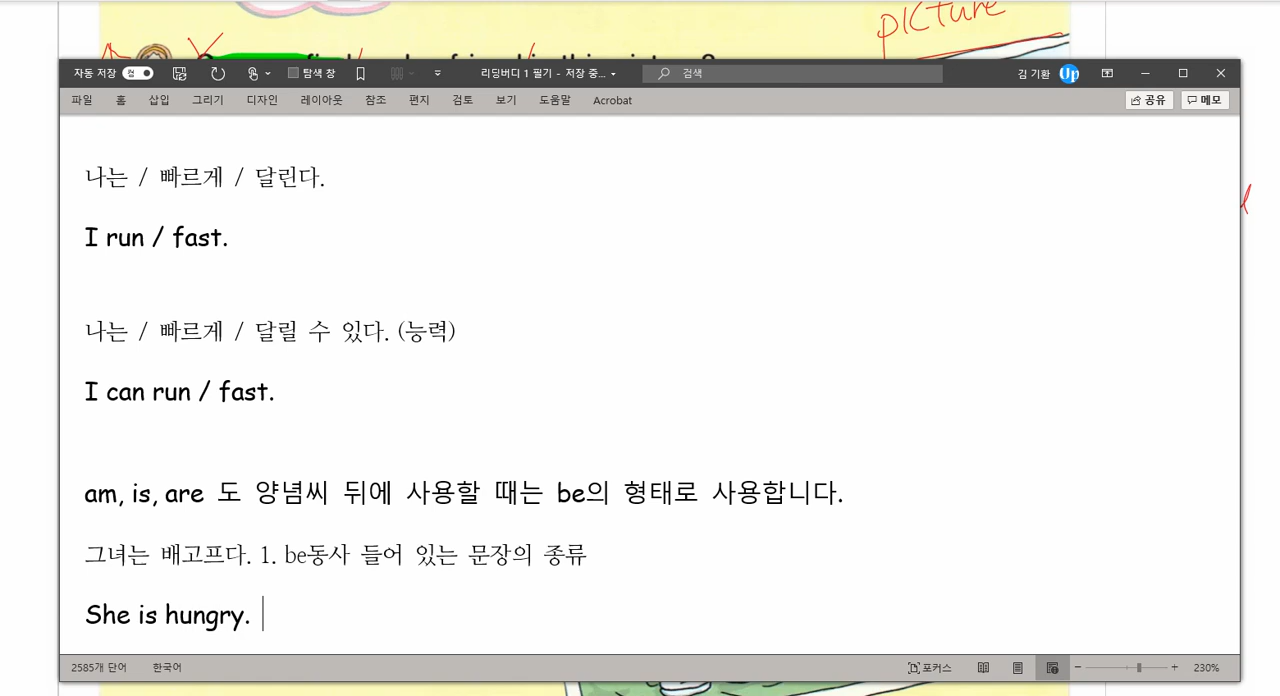 picture
자동 저장 켬 탐색 창 리딩버디 1 필기 - 저장 중... 검색 김 기환 Up
파일 홀 삽입 그리기 디자인 레이아웃 참조 편지 검토 보기 도움말 Acrobat 공유 메모
나는 / 빠르게 / 달린다.
I run / fast.
나는 / 빠르게 / 달릴 수 있다. (능력)
I can run / fast.
am, is, are 도 양념씨 뒤에 사용할 때는 be의 형태로 사용합니다.
그녀는 배고프다. 1. be동사 들어 있는 문장의 종류
She is hungry.
2585개 단어 한국어 포커스 230%